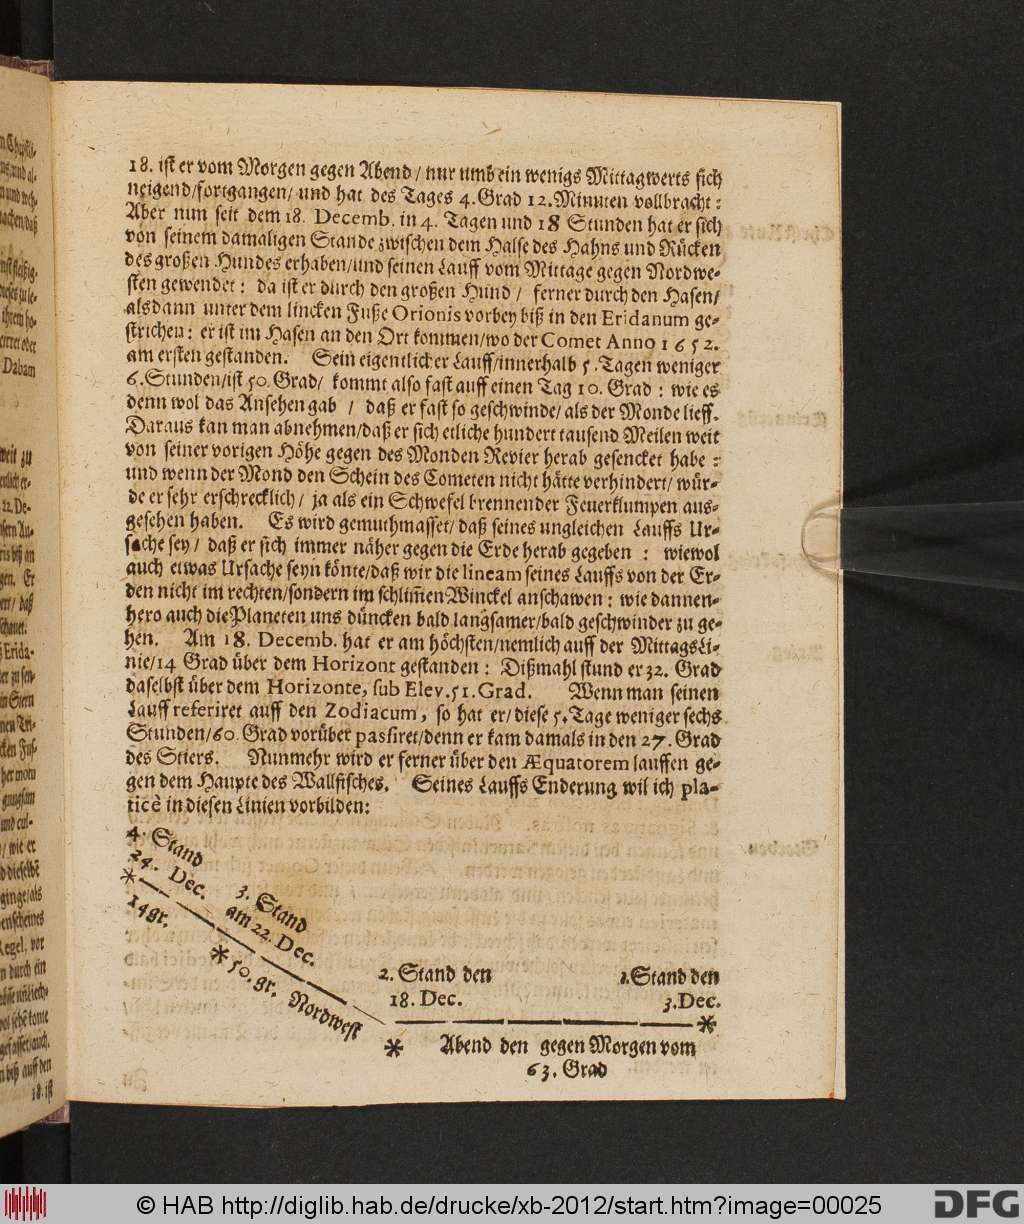 18. ist er vom Morgen gegen Abend / nur umb ein wenigs Mittagwerts sich
neigend/fortgangen/ und hat des Tages 4. Grad 12. Minuten vollbracht:
Aber nun seit dem 18. Decemb. in 4. Tagen und 18 Stunden hat er sich
von seinem damaligen Stande zwischen dem Halse des Hahns und Rücken
des großen Hundes erhaben/und seinen Lauff vom Mittage gegen Nordwe-
sten gewendet: da ist er durch den großen Hund / ferner durch den Hasen/
alsdann unter dem lincken Fuße Orionis vorbey biß in den Eridanum ge-
strichen: er ist im Hasen an den Ort kommen/wo der Comet Anno 1652.
am ersten gestanden. Sein eigentlicher Lauff/innerhalb 5. Tagen weniger
6. Stunden/ist 50. Grad/ kommt also fast auff einen Tag 10. Grad: wie es
denn wol das Ansehen gab / daß er fast so geschwinde/ als der Monde lieff.
Daraus kan man abnehmen/daß er sich etliche hundert tausend Meilen weit
von seiner vorigen Höhe gegen des Monden Revier herab gesencket habe:
und wenn der Mond den Schein des Cometen nicht hätte verhindert/ wür-
de er sehr erschrecklich/ ja als ein Schwefel brennender Feuerklumpen aus-
gesehen haben. Es wird gemuthmasset/ daß seines ungleichen Lauffs Ur-
sache sey/ daß er sich immer näher gegen die Erde herab gegeben: wiewol
auch etwas Ursache seyn könte/daß wir die lineam seines Lauffs von der Er-
den nicht im rechten/sondern im schlim̃en Winckel anschawen: wie dannen-
hero auch die Planeten uns düncken bald langsamer/bald geschwinder zu ge-
hen. Am 18. Decemb. hat er am höchsten/nemlich auff der MittagsLi-
nie/14 Grad über dem Horizont gestanden: Dißmahl stund er 32. Grad
daselbst über dem Horizonte, sub Elev. 51. Grad. Wenn man seinen
Lauff referiret auff den Zodiacum, so hat er/diese 5. Tage weniger sechs
Stunden/60. Grad vorüber passiret/denn er kam damals in den 27. Grad
des Stiers. Nunmehr wird er ferner über den Æquatorem lauffen ge-
gen dem Haupte des Wallfisches. Seines Lauffs Enderung wil ich pla-
ticè in diesen Linien vorbilden:
4. Stand
24. Dec.
14gr.
3. Stand
am 22. Dec.
50. gr. Nordwest
2. Stand den
18. Dec.
1. Stand den
3. Dec.
Abend den gegen Morgen vom
63. Grad
© HAB http://diglib.hab.de/drucke/xb-2012/start.htm?image=00025
DFG